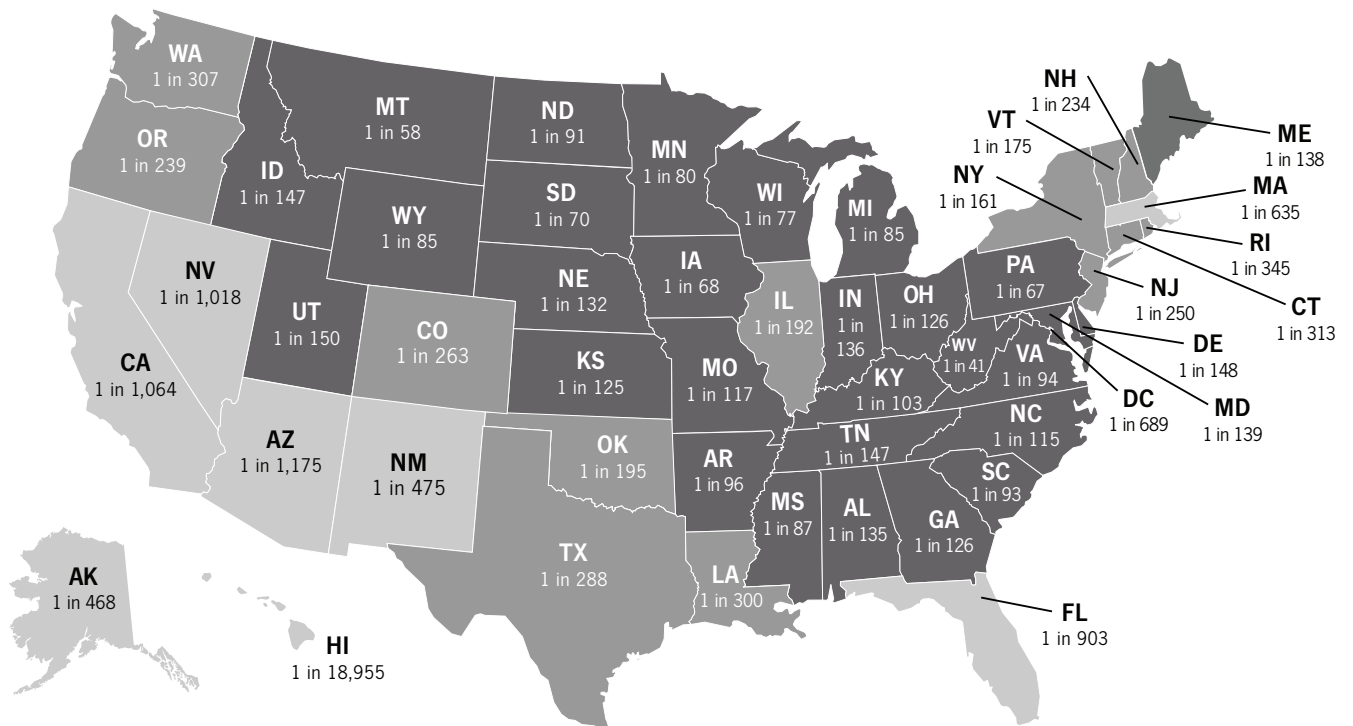 WA
1 in 307
OR
1 in 239
CA
1 in 1,064
NV
1 in 1,018
ID
1 in 147
MT
1 in 58
WY
1 in 85
UT
1 in 150
CO
1 in 263
AZ
1 in 1,175
NM
1 in 475
ND
1 in 91
SD
1 in 70
NE
1 in 132
KS
1 in 125
OK
1 in 195
TX
1 in 288
MN
1 in 80
IA
1 in 68
MO
1 in 117
AR
1 in 96
LA
1 in 300
WI
1 in 77
IL
1 in 192
MI
1 in 85
IN
1 in
136
OH
1 in 126
KY
1 in 103
TN
1 in 147
MS
1 in 87
AL
1 in 135
GA
1 in 126
SC
1 in 93
NC
1 in 115
VA
1 in 94
WV
1 in 41
PA
1 in 67
NY
1 in 161
VT
1 in 175
NH
1 in 234
ME
1 in 138
MA
1 in 635
RI
1 in 345
CT
1 in 313
NJ
1 in 250
DE
1 in 148
MD
1 in 139
DC
1 in 689
FL
1 in 903
AK
1 in 468
HI
1 in 18,955